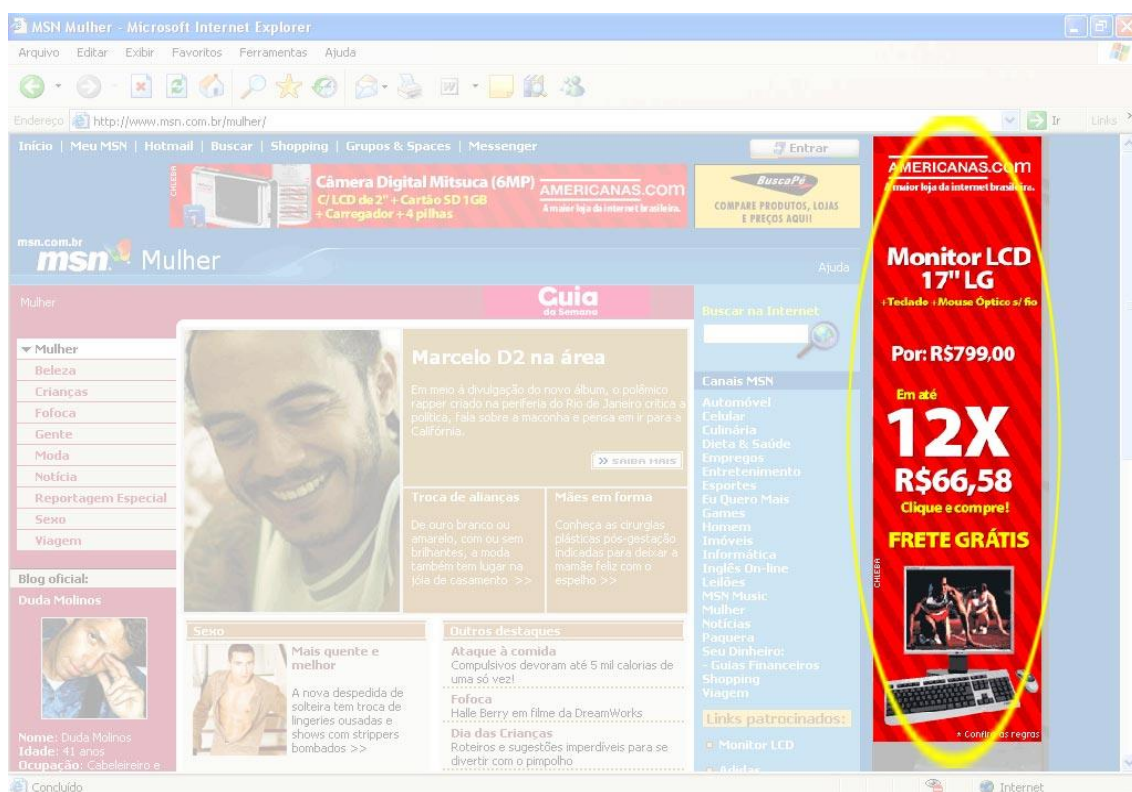 MSN Mulher - Microsoft Internet Explorer
Arquivo Editar Exibir Favoritos Ferramentas Ajuda
Endereço http://www.msn.com.br/mulher/ Ir Links
Início | Meu MSN | Hotmail | Buscar | Shopping | Grupos & Spaces | Messenger
Entrar
CHLEBA
Câmera Digital Mitsuca (6MP)
C/ LCD de 2" + Cartão SD 1GB
+ Carregador + 4 pilhas
AMERICANAS.COM
A maior loja da internet brasileira.
BuscaPé
COMPARE PRODUTOS, LOJAS
E PREÇOS AQUI!
msn.com.br
msn Mulher
Ajuda
Mulher
Guia
da Semana
Mulher
Beleza
Crianças
Fofoca
Gente
Moda
Notícia
Reportagem Especial
Sexo
Viagem
Blog oficial:
Duda Molinos
Nome: Duda Molinos
Idade: 41 anos
Ocupação: Cabeleireiro e
Marcelo D2 na área
Em meio à divulgação do novo álbum, o polêmico
rapper criado na periferia do Rio de Janeiro critica a
política, fala sobre a maconha e pensa em ir para a
Califórnia.
SAIBA MAIS
Troca de alianças
De ouro branco ou
amarelo, com ou sem
brilhantes, a moda
também tem lugar na
jóia de casamento >>
Mães em forma
Conheça as cirurgias
plásticas pós-gestação
indicadas para deixar a
mamãe feliz com o
espelho >>
Sexo
Mais quente e
melhor
A nova despedida de
solteira tem troca de
lingeries ousadas e
shows com strippers
bombados >>
Outros destaques
Ataque à comida
Compulsivos devoram até 5 mil calorias de
uma só vez!
Fofoca
Halle Berry em filme da DreamWorks
Dia das Crianças
Roteiros e sugestões imperdíveis para se
divertir com o pimpolho
Buscar na Internet
Canais MSN
Automóvel
Celular
Culinária
Dieta & Saúde
Empregos
Entretenimento
Esportes
Eu Quero Mais
Games
Homem
Imóveis
Informática
Inglês On-line
Leilões
MSN Music
Mulher
Notícias
Paquera
Seu Dinheiro:
- Guias Financeiros
Shopping
Viagem
Links patrocinados:
Monitor LCD
Adidas
AMERICANAS.COM
A maior loja da internet brasileira.
Monitor LCD
17" LG
+Teclado +Mouse Óptico s/ fio
Por: R$799,00
Em até
12X
R$66,58
Clique e compre!
FRETE GRÁTIS
CHLEBA
* Confira as regras
Concluído Internet